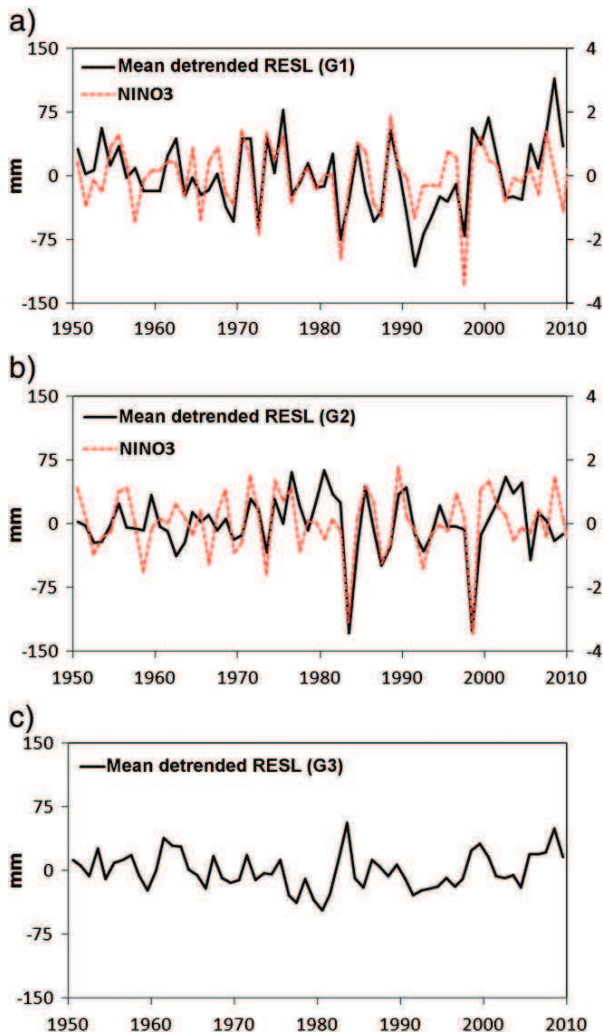 a)
150
75
0
-75
-150
mm
Mean detrended RESL (G1)
NINO3
4
2
0
-2
-4
1950 1960 1970 1980 1990 2000 2010
b)
150
75
0
-75
-150
mm
Mean detrended RESL (G2)
NINO3
4
2
0
-2
-4
1950 1960 1970 1980 1990 2000 2010
c)
150
75
0
-75
-150
mm
Mean detrended RESL (G3)
1950 1960 1970 1980 1990 2000 2010